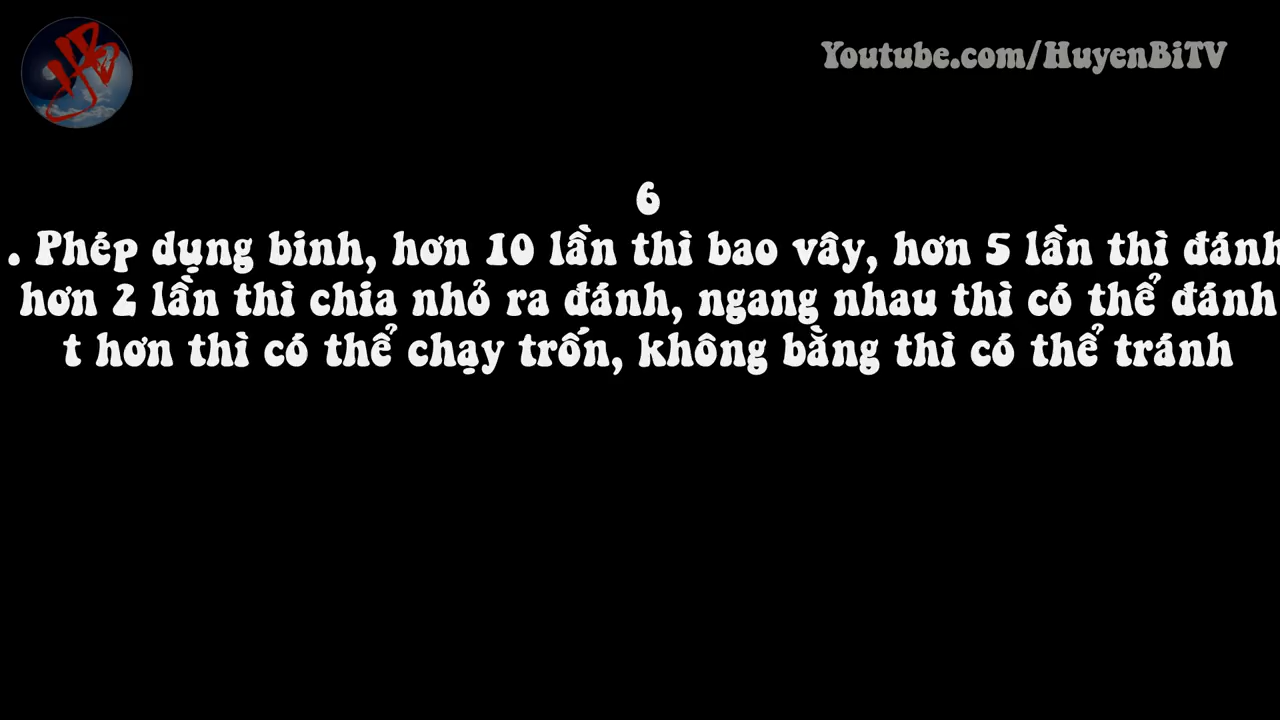 Youtube.com/HuyenBiTV
6
. Phép dụng binh, hơn 10 lần thì bao vây, hơn 5 lần thì đánh
hơn 2 lần thì chia nhỏ ra đánh, ngang nhau thì có thể đánh
t hơn thì có thể chạy trốn, không bằng thì có thể tránh